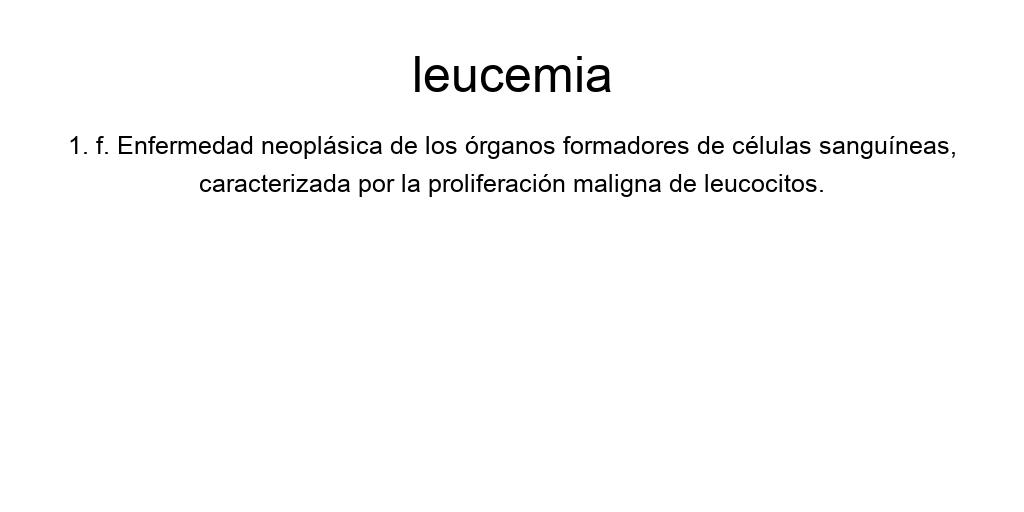 leucemia
1. f. Enfermedad neoplásica de los órganos formadores de células sanguíneas,
caracterizada por la proliferación maligna de leucocitos.